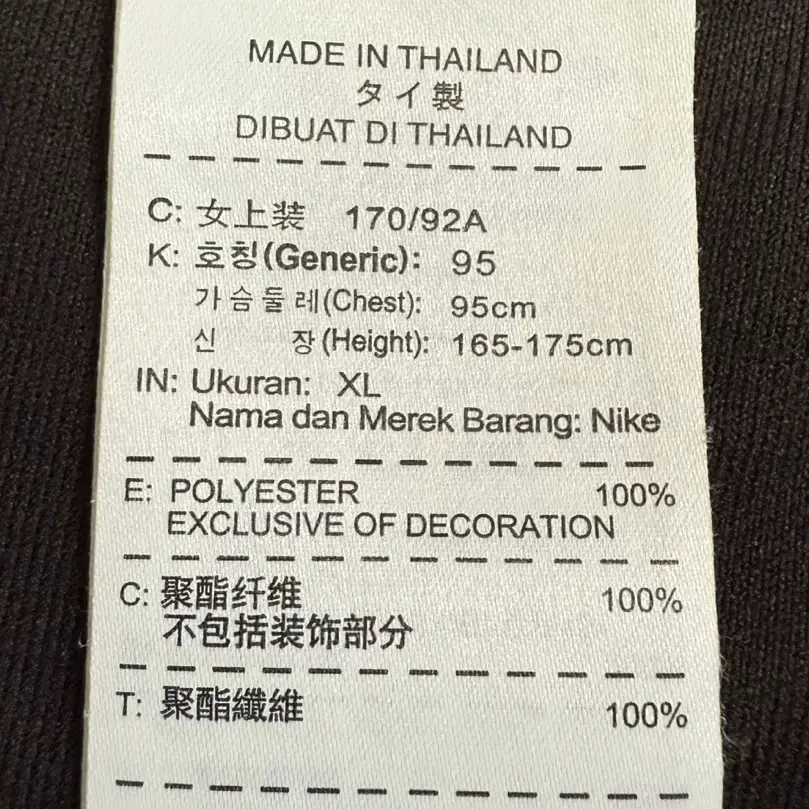 MADE IN THAILAND
タイ製
DIBUAT DI THAILAND
C: 女上装 170/92A
K: 호칭(Generic): 95
가슴둘레(Chest): 95cm
신 장(Height): 165-175cm
IN: Ukuran: XL
Nama dan Merek Barang: Nike
E: POLYESTER 100%
EXCLUSIVE OF DECORATION
C: 聚酯纤维 100%
不包括装饰部分
T: 聚酯纖維 100%